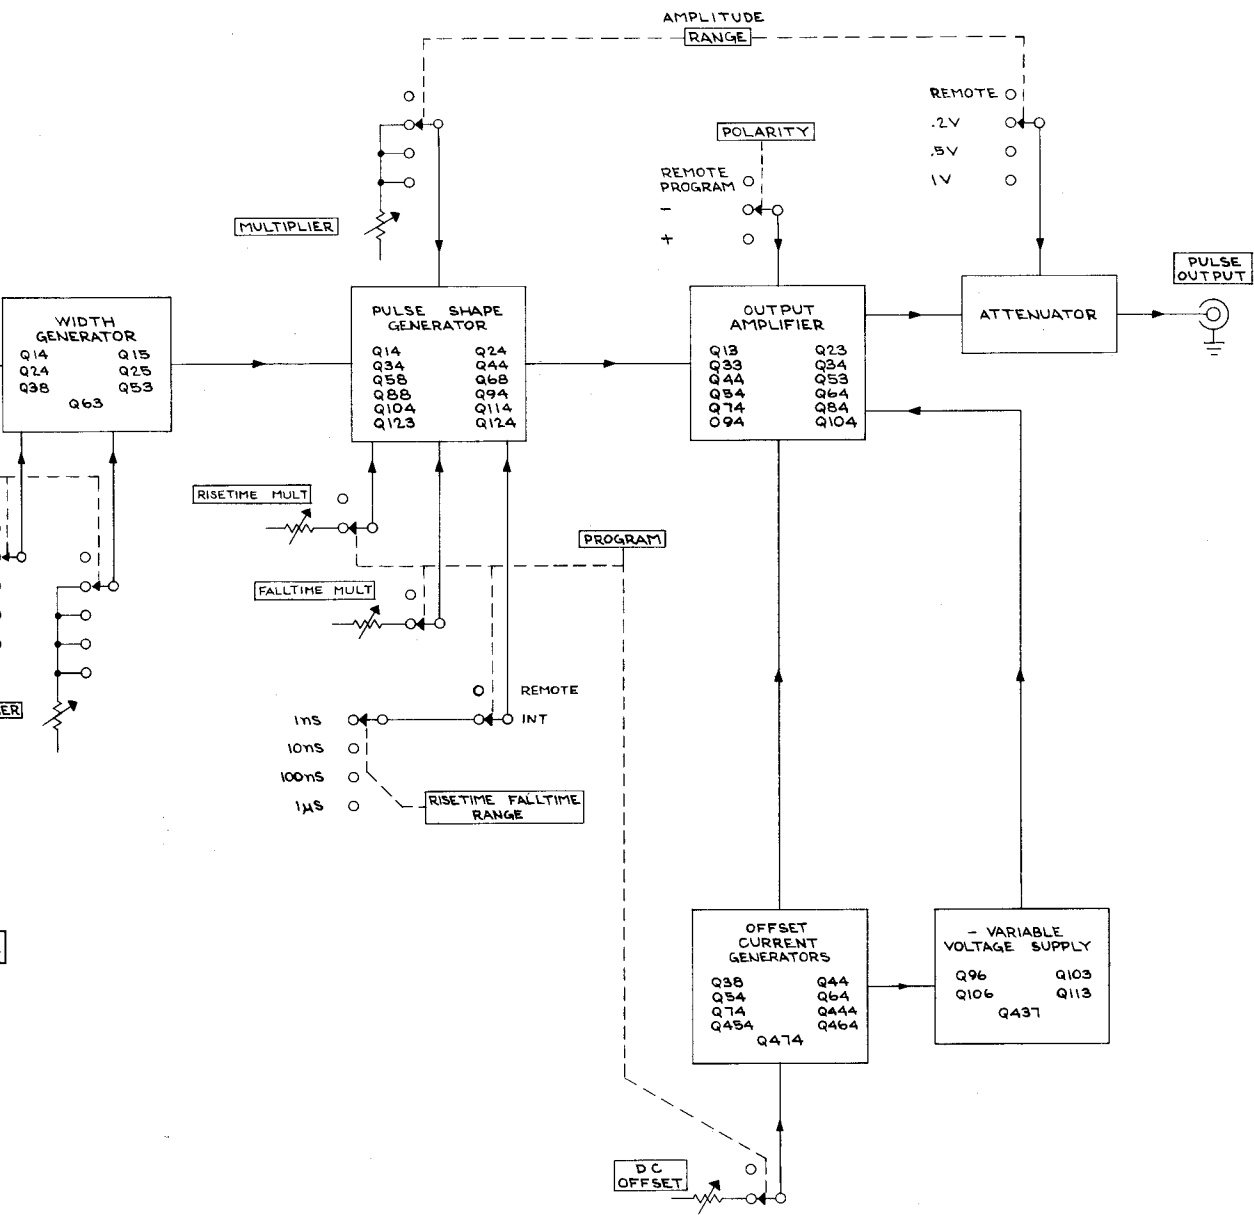 AMPLITUDE
RANGE
REMOTE
.2V
.5V
1V
POLARITY
REMOTE
PROGRAM
-
+
MULTIPLIER
PULSE
OUTPUT
WIDTH
GENERATOR
Q14 Q15
Q24 Q25
Q38 Q53
Q63
PULSE SHAPE
GENERATOR
Q14 Q24
Q34 Q44
Q58 Q68
Q88 Q94
Q104 Q114
Q123 Q124
OUTPUT
AMPLIFIER
Q13 Q23
Q33 Q34
Q44 Q53
Q54 Q64
Q74 Q84
O94 Q104
ATTENUATOR
RISETIME MULT
PROGRAM
FALLTIME MULT
REMOTE
INT
1nS
10nS
100nS
1µS
RISETIME FALLTIME
RANGE
ER
OFFSET
CURRENT
GENERATORS
Q38 Q44
Q54 Q64
Q74 Q444
Q454 Q464
Q474
- VARIABLE
VOLTAGE SUPPLY
Q96 Q103
Q106 Q113
Q437
DC
OFFSET